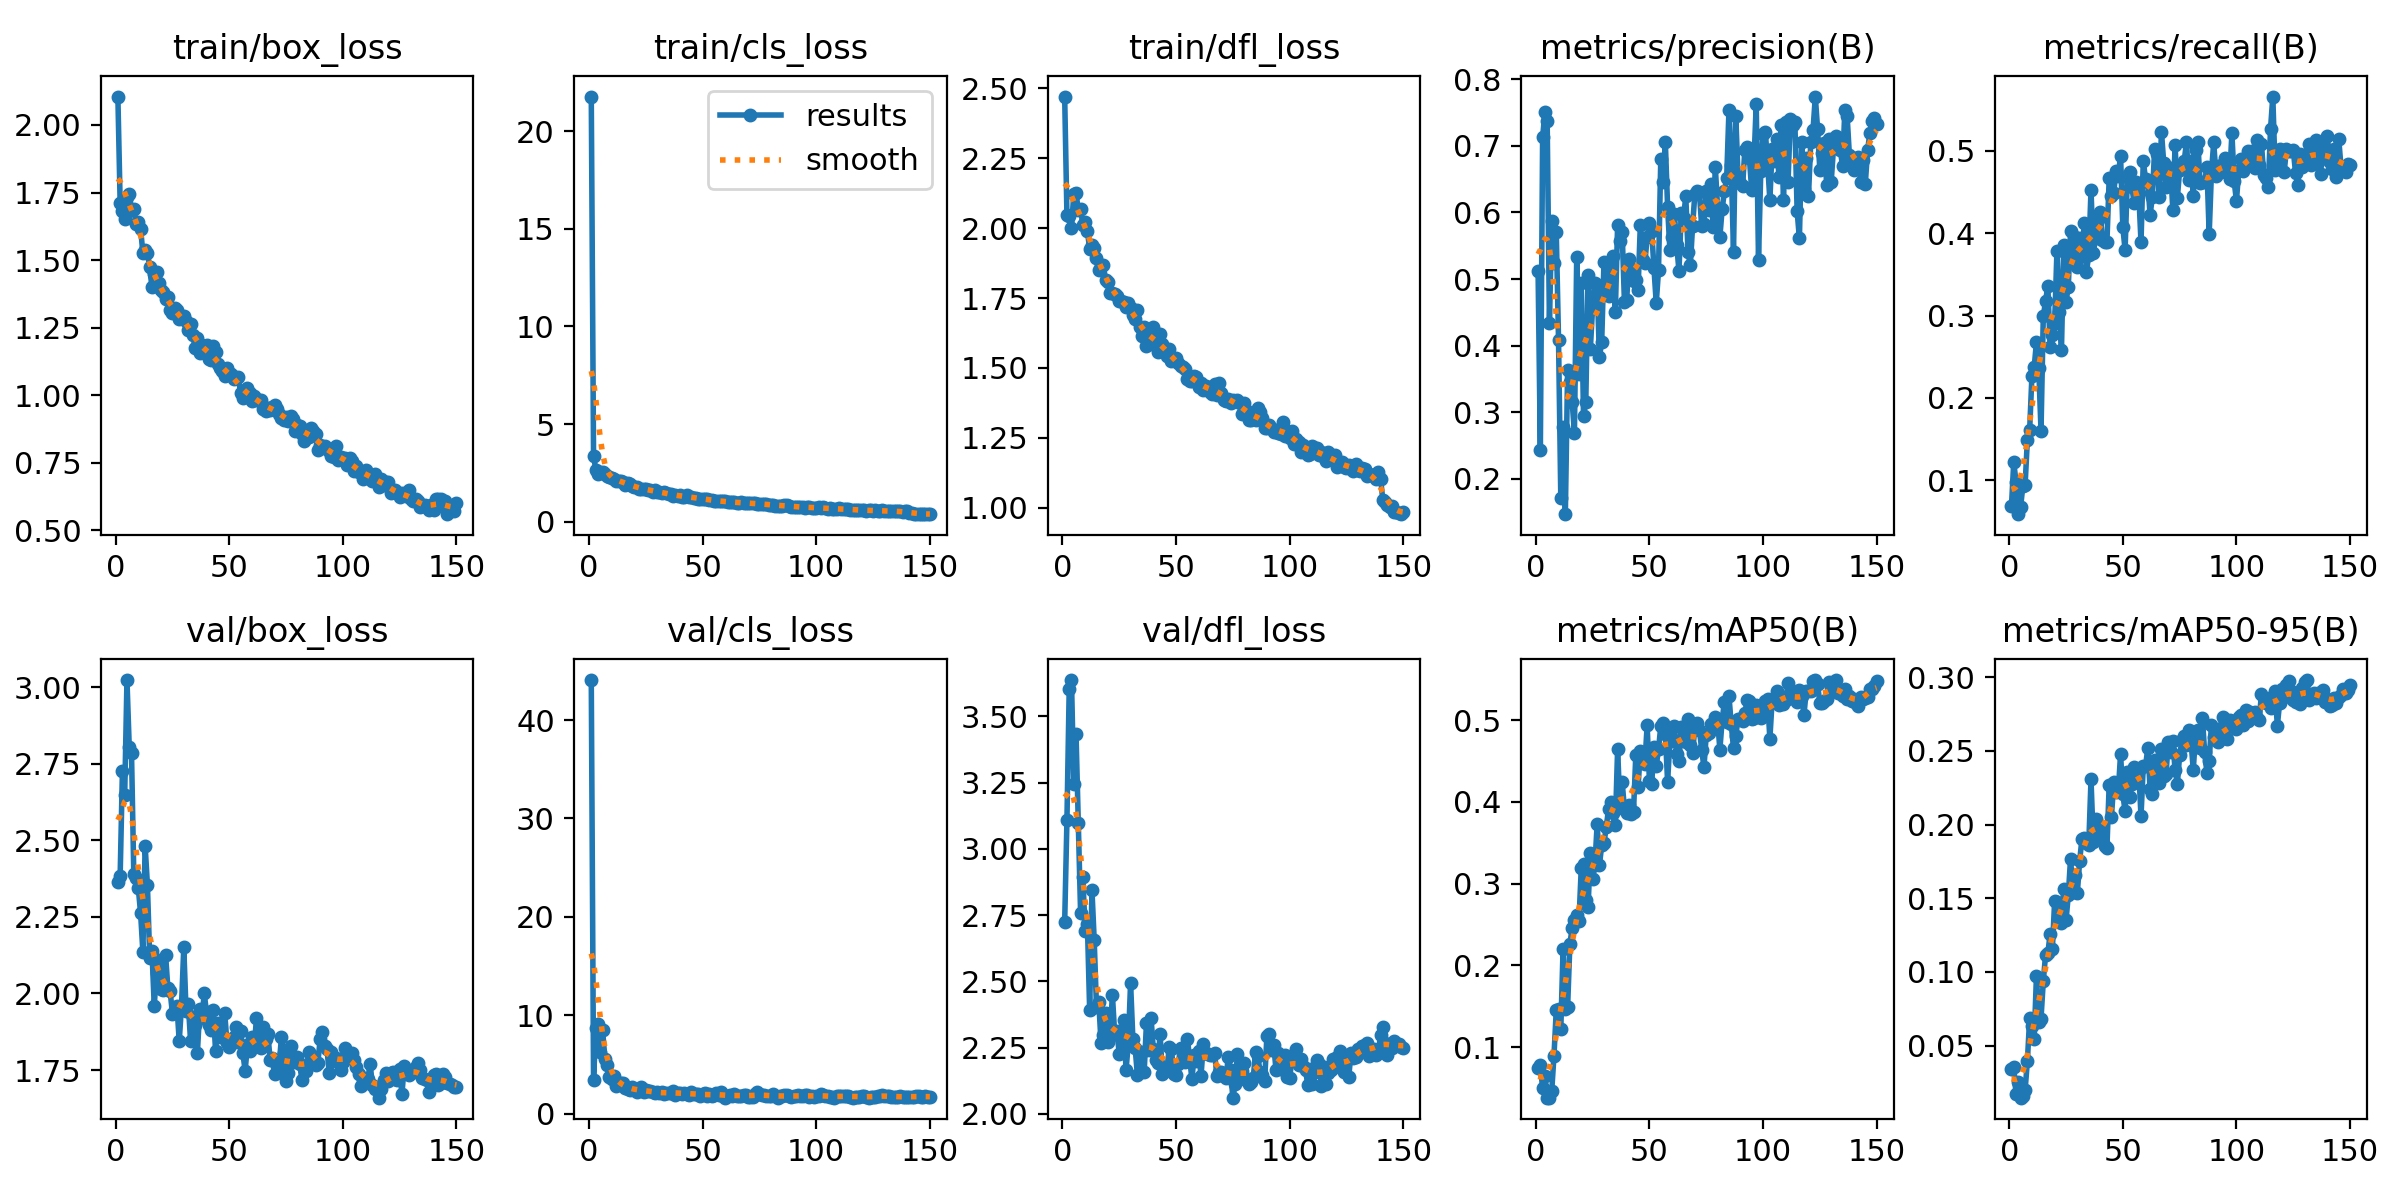 train/box_loss
2.00
1.75
1.50
1.25
1.00
0.75
0.50
0 50 100 150
train/cls_loss
results
smooth
20
15
10
5
0
0 50 100 150
train/dfl_loss
2.50
2.25
2.00
1.75
1.50
1.25
1.00
0 50 100 150
metrics/precision(B)
0.8
0.7
0.6
0.5
0.4
0.3
0.2
0 50 100 150
metrics/recall(B)
0.5
0.4
0.3
0.2
0.1
0 50 100 150
val/box_loss
3.00
2.75
2.50
2.25
2.00
1.75
0 50 100 150
val/cls_loss
40
30
20
10
0
0 50 100 150
val/dfl_loss
3.50
3.25
3.00
2.75
2.50
2.25
2.00
0 50 100 150
metrics/mAP50(B)
0.5
0.4
0.3
0.2
0.1
0 50 100 150
metrics/mAP50-95(B)
0.30
0.25
0.20
0.15
0.10
0.05
0 50 100 150